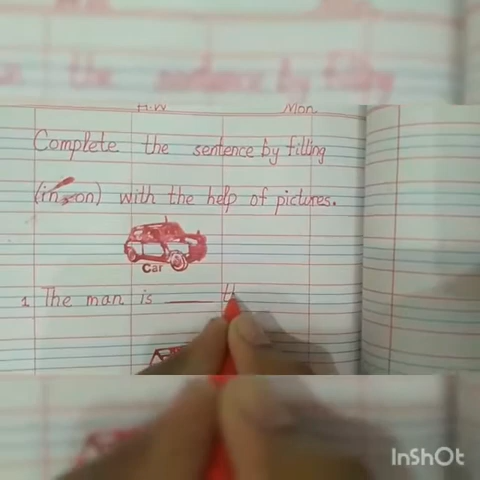 H.W Mon
Complete the sentence by filling
(in, on) with the help of pictures.
Car
1 The man is ____ t
InShOt